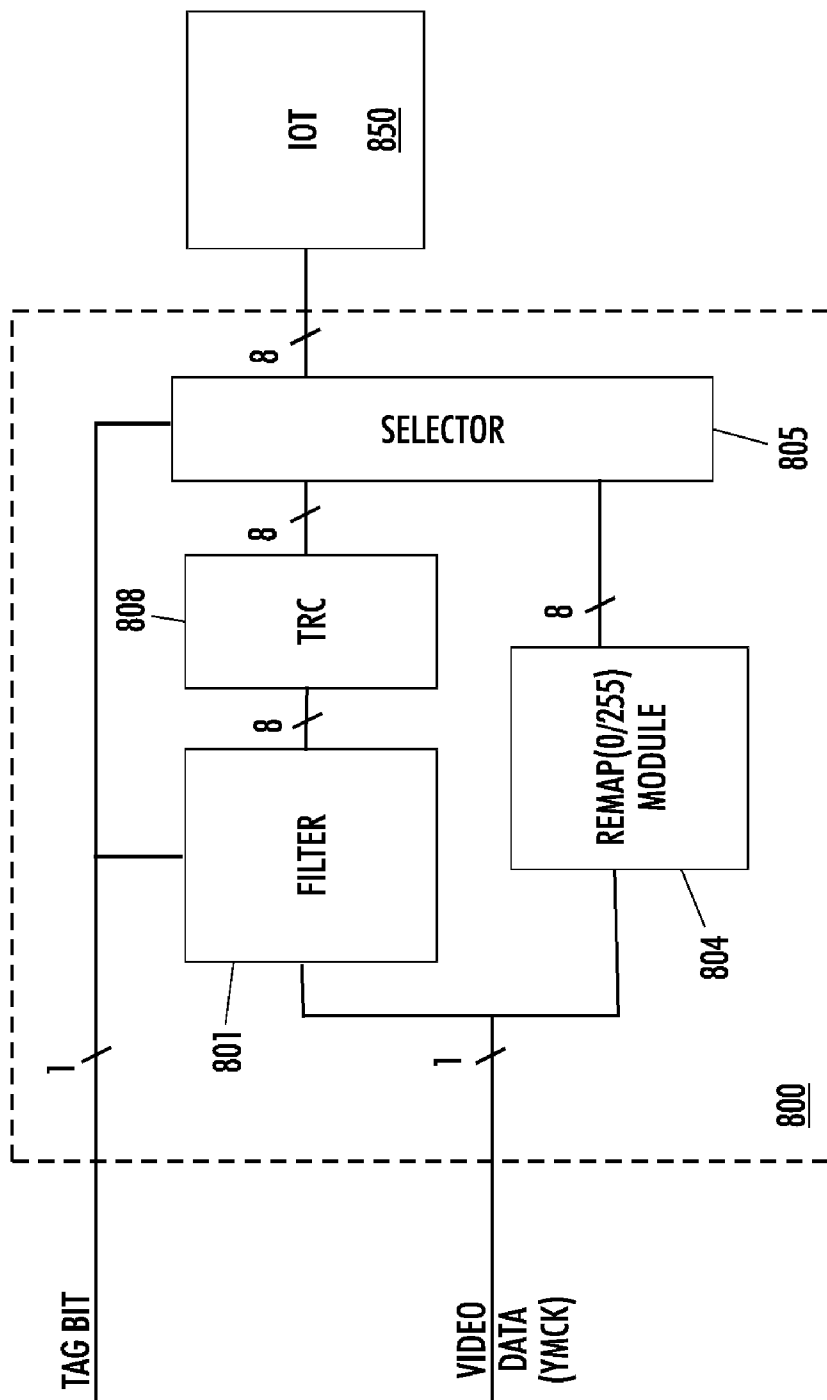 TAG BIT
VIDEO
DATA
(YMCK)
1
1
801
FILTER
8
808
TRC
8
804
REMAP(0/255)
MODULE
8
SELECTOR
805
8
800
IOT
850